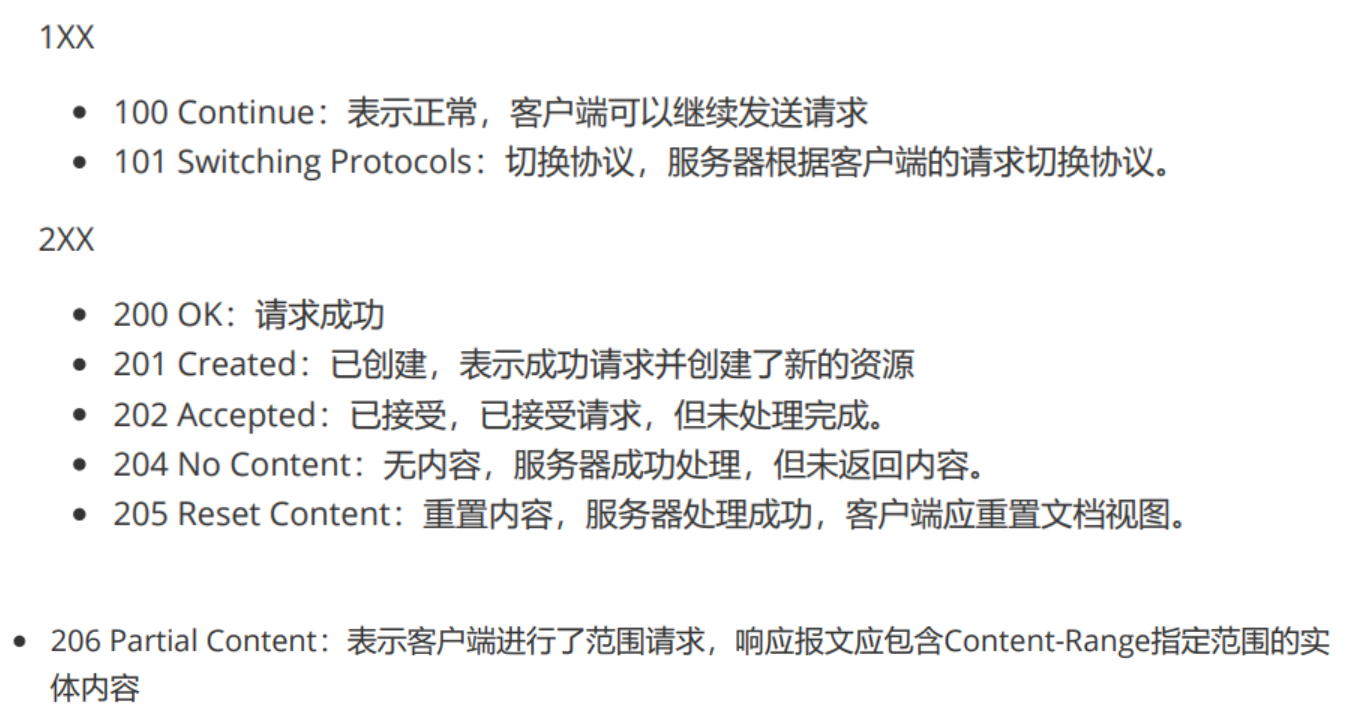 1XX
• 100 Continue：表示正常，客户端可以继续发送请求
• 101 Switching Protocols：切换协议，服务器根据客户端的请求切换协议。
2XX
• 200 OK：请求成功
• 201 Created：已创建，表示成功请求并创建了新的资源
• 202 Accepted：已接受，已接受请求，但未处理完成。
• 204 No Content：无内容，服务器成功处理，但未返回内容。
• 205 Reset Content：重置内容，服务器处理成功，客户端应重置文档视图。
• 206 Partial Content：表示客户端进行了范围请求，响应报文应包含Content-Range指定范围的实
体内容